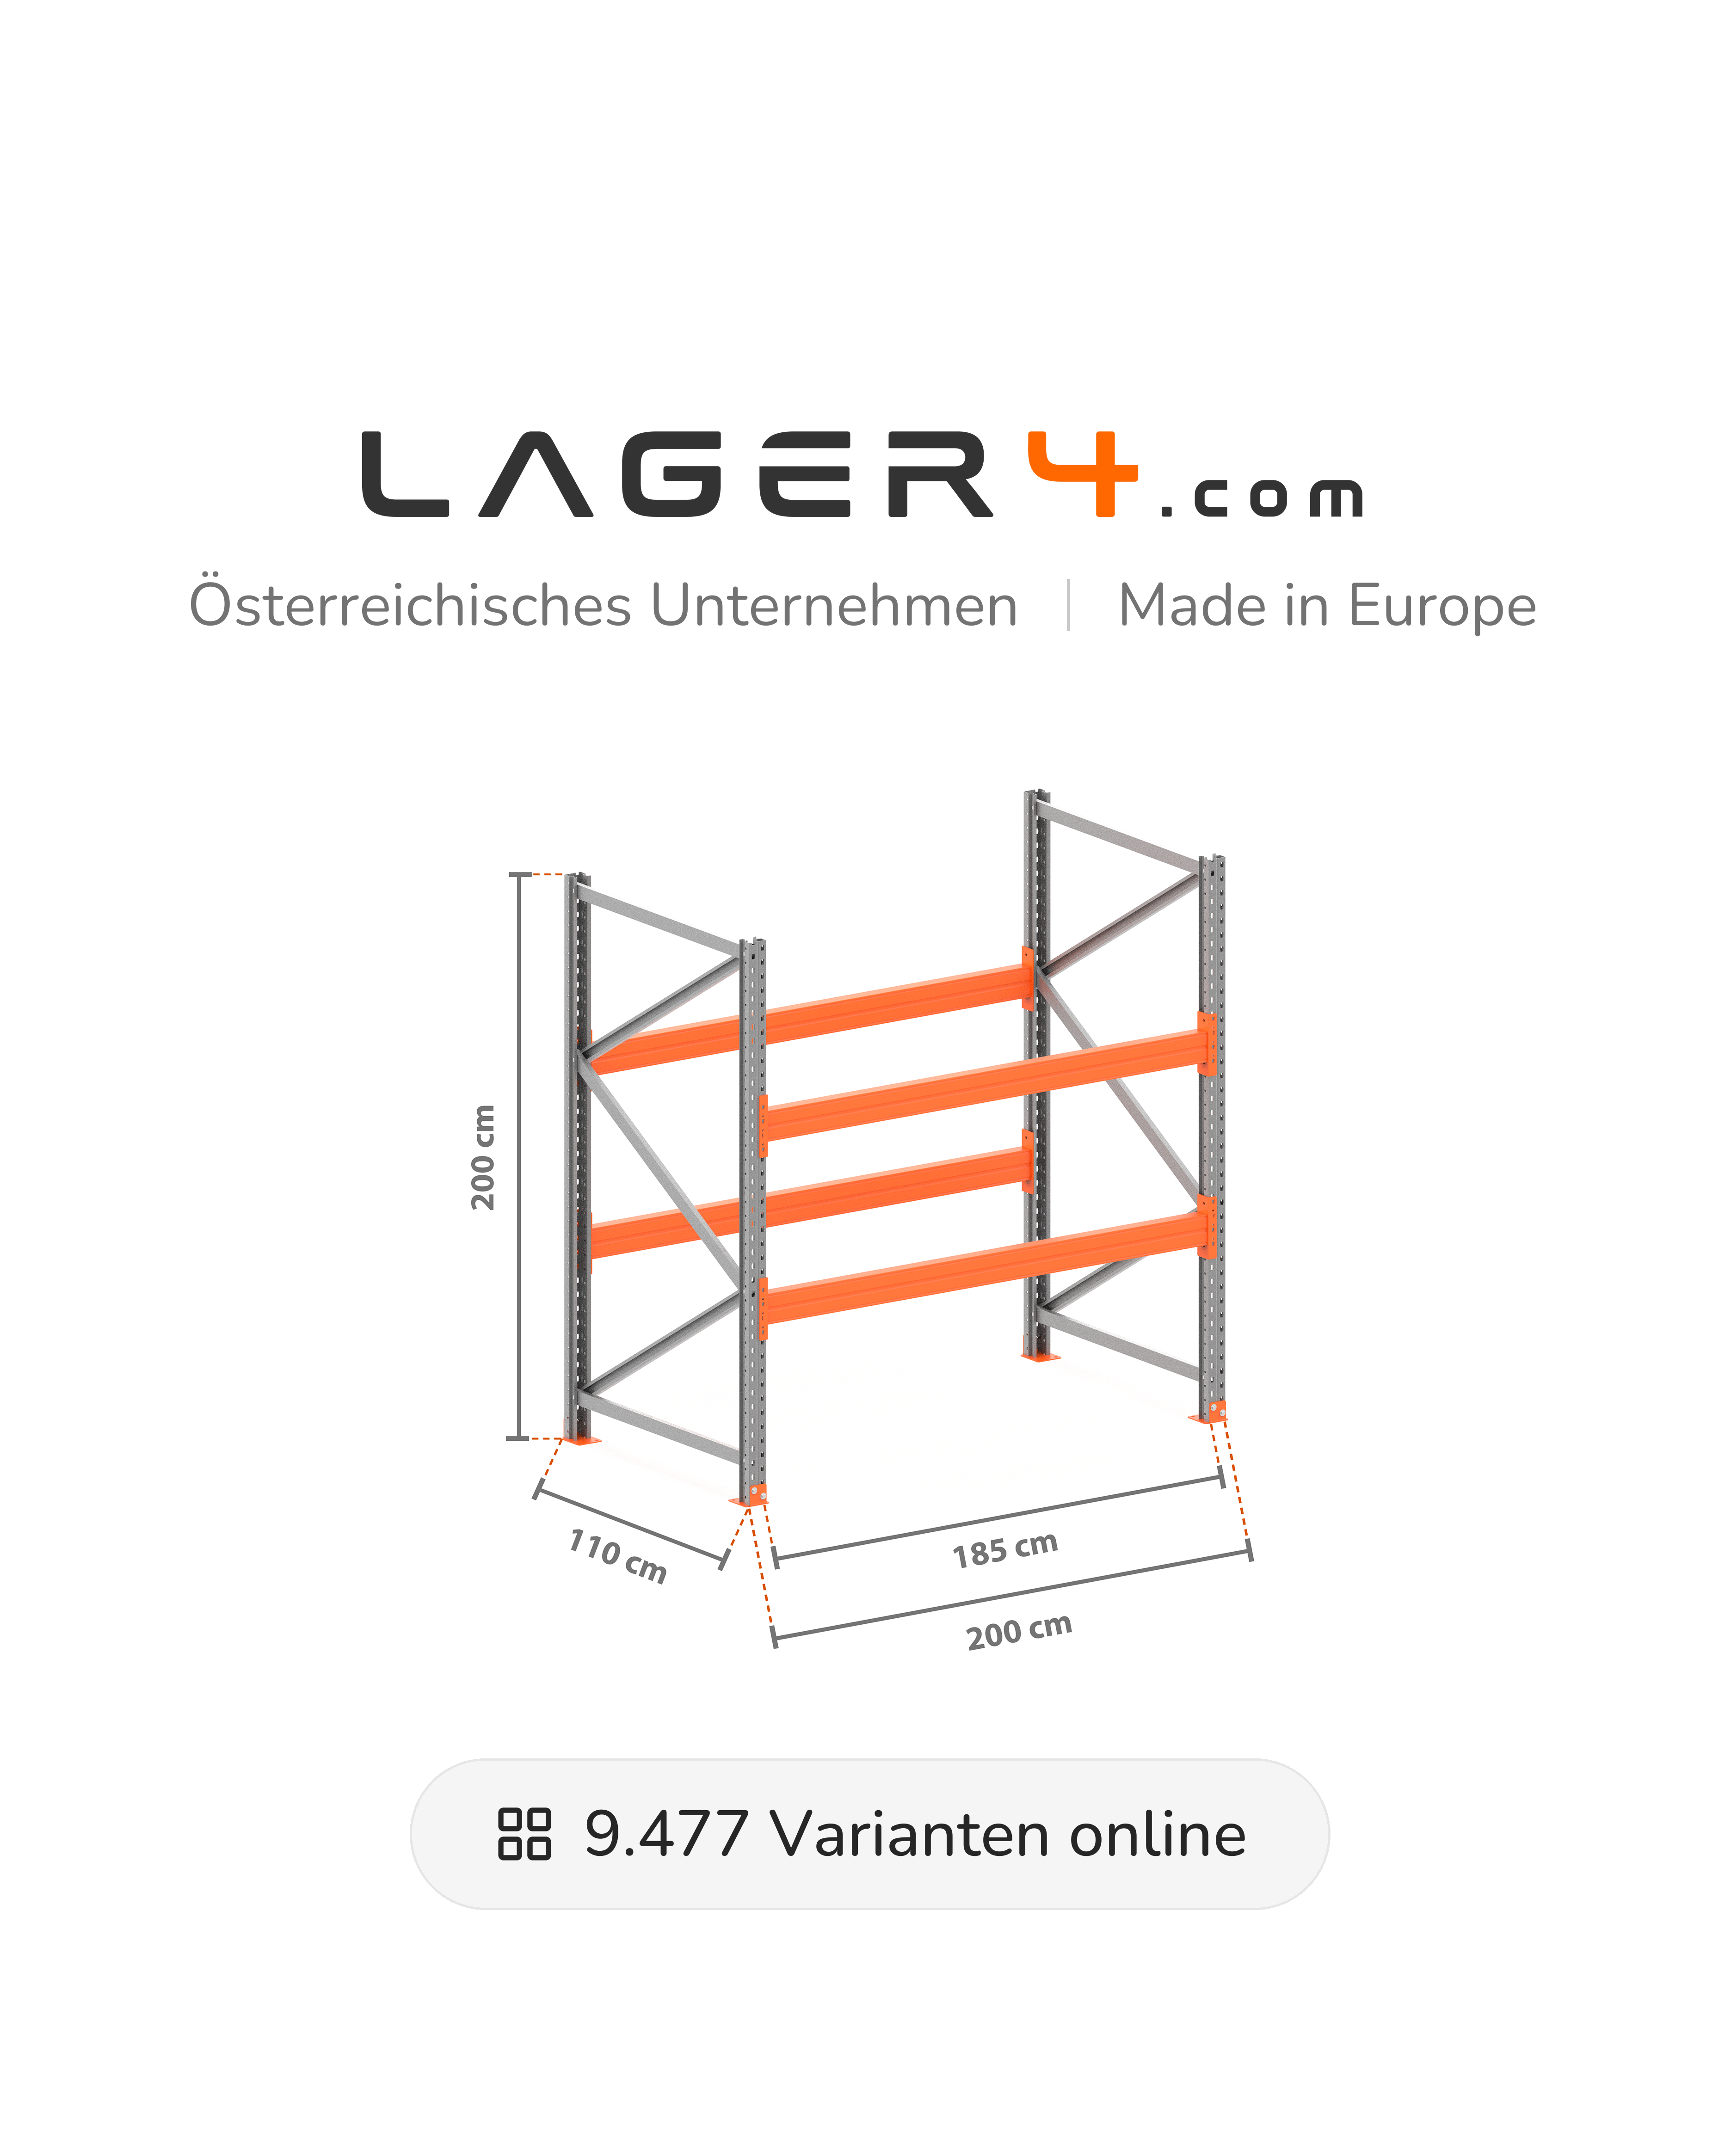 LAGER4.com
Österreichisches Unternehmen | Made in Europe
200 cm
110 cm
185 cm
200 cm
9.477 Varianten online